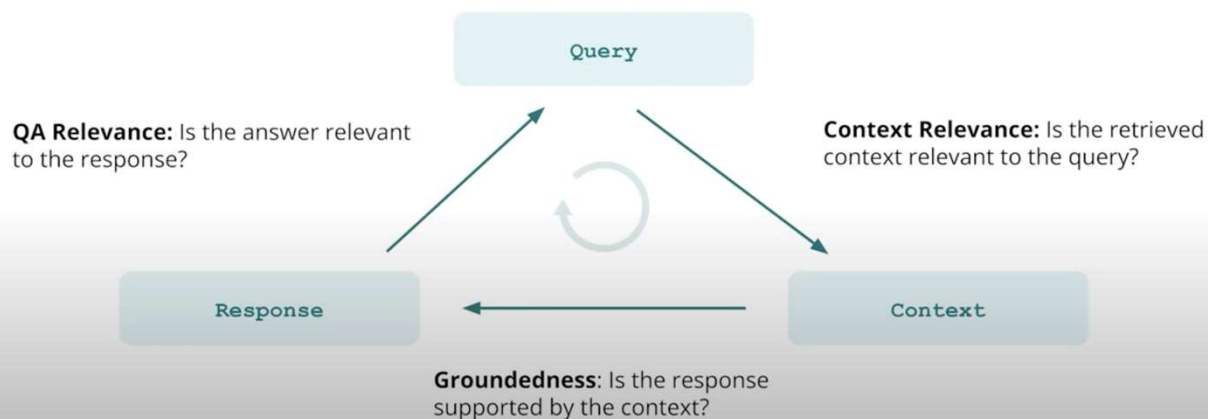 Query
QA Relevance: Is the answer relevant
to the response?
Context Relevance: Is the retrieved
context relevant to the query?
Response
Context
Groundedness: Is the response
supported by the context?